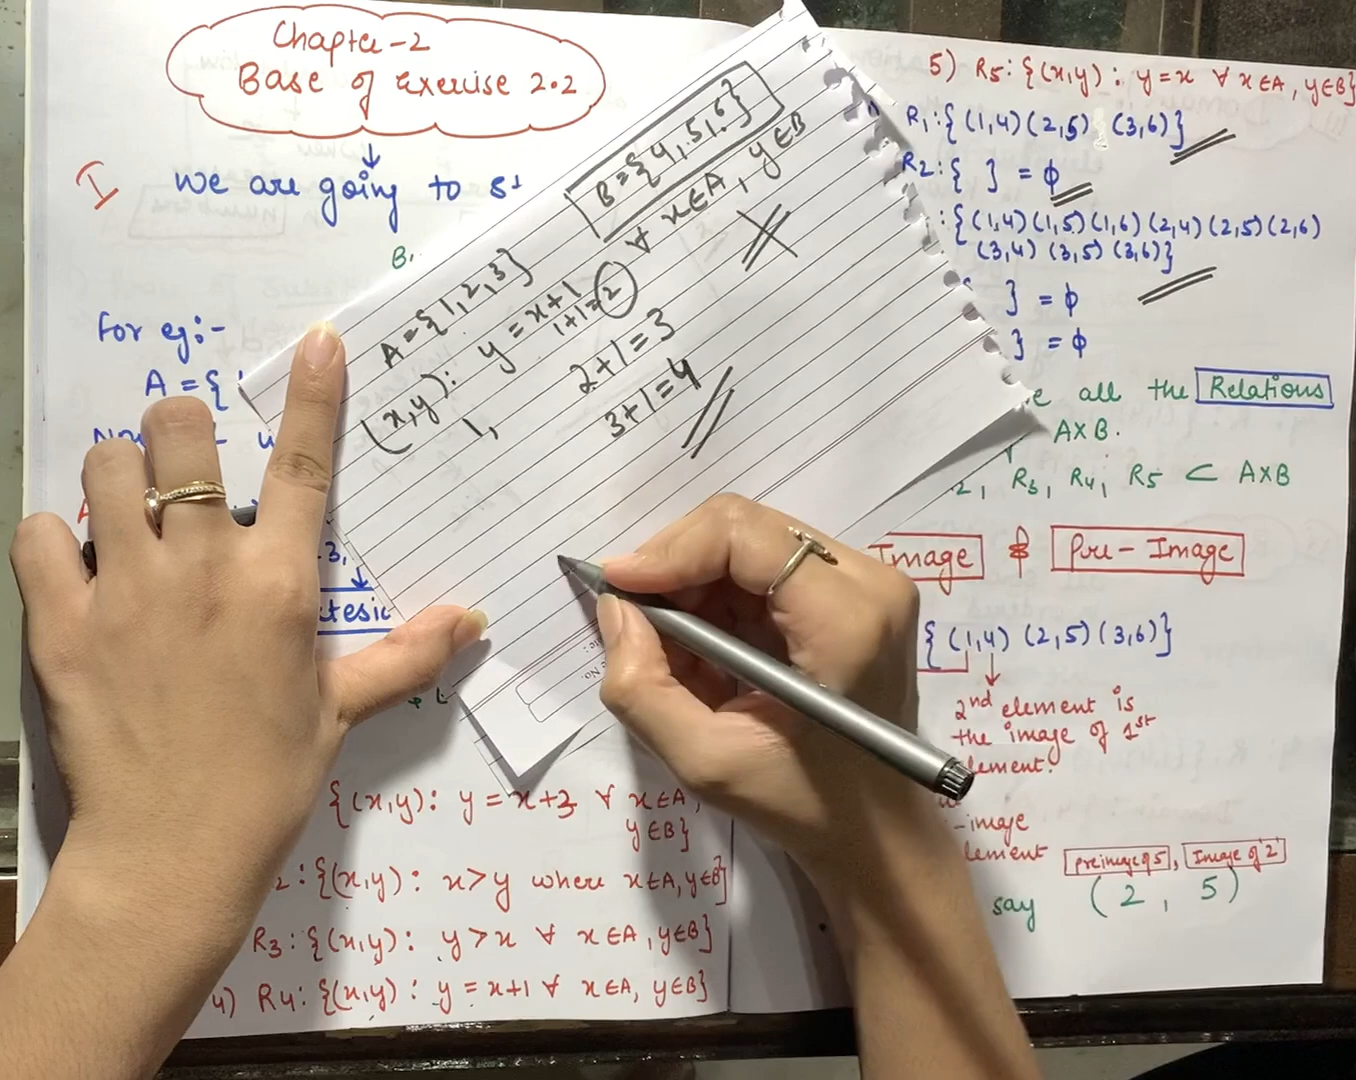 Chapter-2
Base of exercise 2.2
I we are going to
For eg:-
A = {
{(x,y): y = x+3 ∀ x∈A,
y∈B}
2: {(x,y): x>y where x∈A, y∈B}
R3: {(x,y): y>x ∀ x∈A, y∈B}
4) R4: {(x,y): y = x+1 ∀ x∈A, y∈B}
A={1,2,3} B={4,5,6}
(x,y): y = x+1 ∀ x∈A, y∈B
1, 1+1=2
2+1=3
3+1=4
5) R5: {(x,y): y=x ∀ x∈A, y∈B}
R1:{(1,4)(2,5) (3,6)}
R2:{ } = ϕ
:{(1,4)(1,5)(1,6)(2,4)(2,5)(2,6)
(3,4)(3,5)(3,6)}
} = ϕ
} = ϕ
all the Relations
AXB.
R3, R4, R5 ⊂ AXB
Image & Pre-Image
{(1,4)(2,5)(3,6)}
2nd element is
the image of 1st
lement.
-image
lement preimage of 5, Image of 2
say (2, 5)